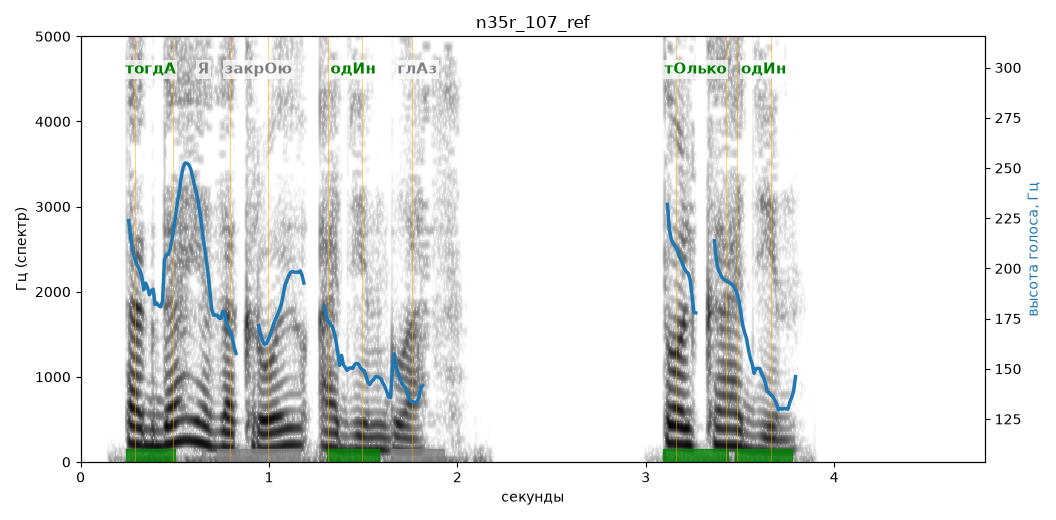 n35r_107_ref
5000
4000
3000
2000
1000
0
Гц (спектр)
тогдА Я закрОю одИн глАз тОлько одИн
300
275
250
225
200
175
150
125
высота голоса, Гц
0 1 2 3 4
секунды